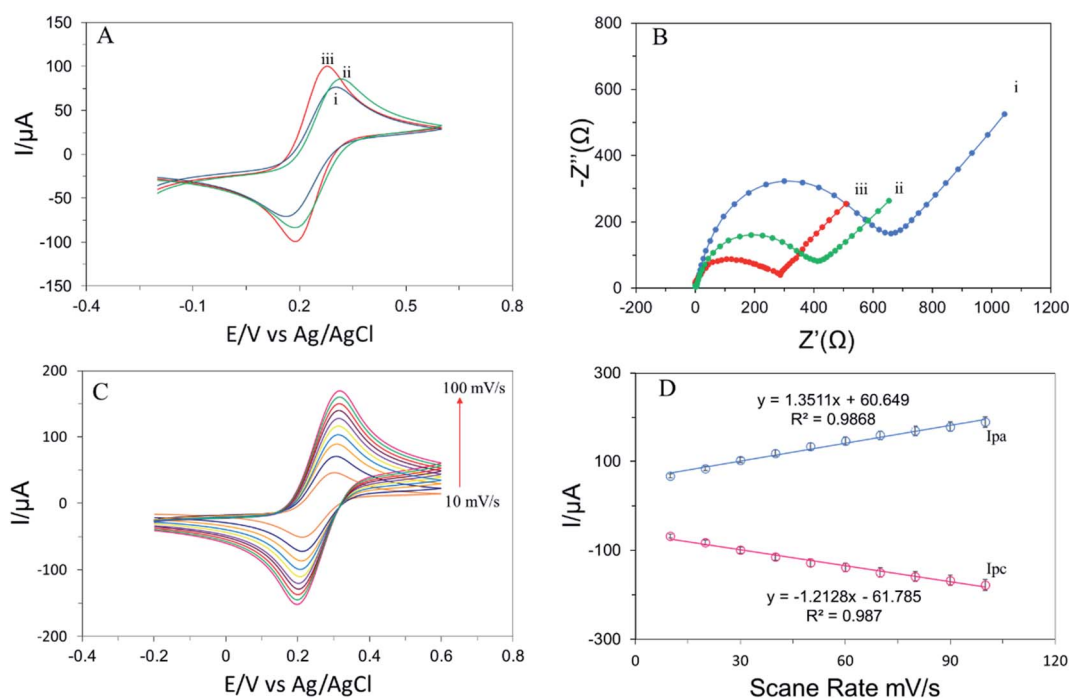 A
150
100
50
0
-50
-100
-150
I/µA
-0.4
-0.1
0.2
0.5
0.8
E/V vs Ag/AgCl
iii
ii
i
B
800
600
400
200
0
-Z"(Ω)
-200
0
200
400
600
800
1000
1200
Z'(Ω)
i
iii
ii
C
200
100
0
-100
-200
I/µA
-0.4
-0.2
0
0.2
0.4
0.6
0.8
E/V vs Ag/AgCl
100 mV/s
10 mV/s
D
300
100
-100
-300
I/µA
0
30
60
90
120
Scane Rate mV/s
y = 1.3511x + 60.649
R² = 0.9868
Ipa
Ipc
y = -1.2128x - 61.785
R² = 0.987